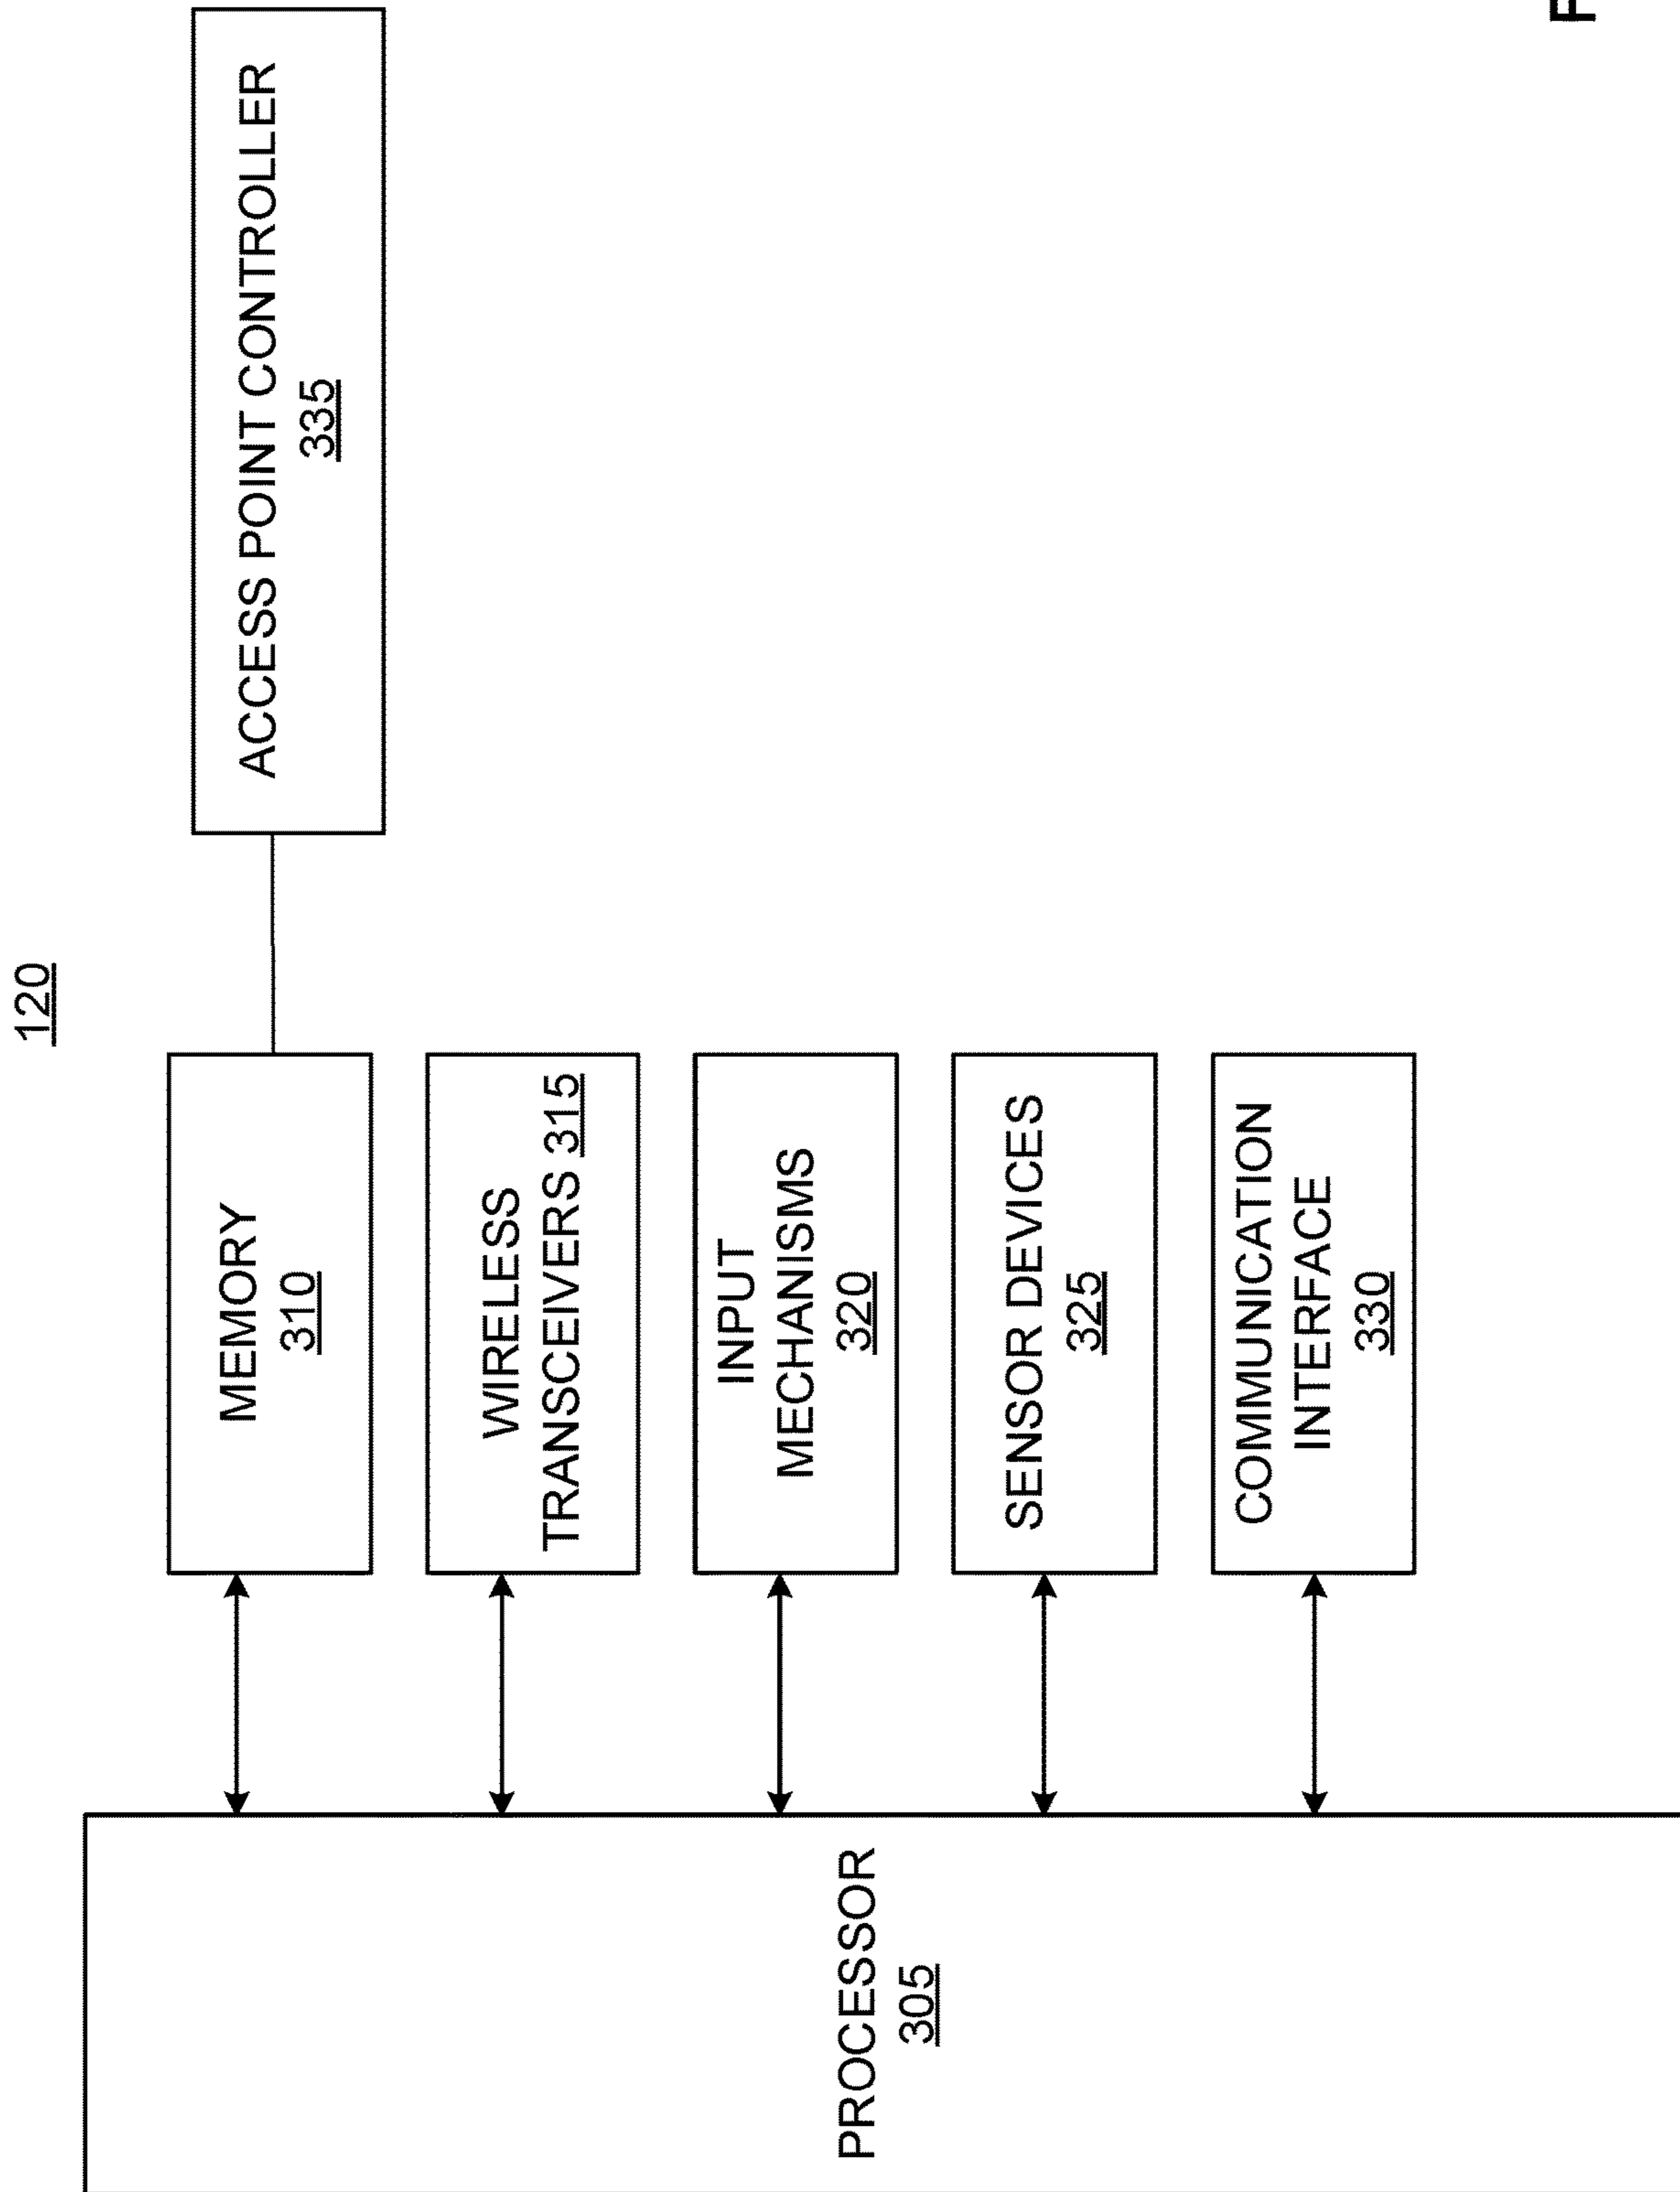 120
PROCESSOR
305
MEMORY
310
WIRELESS
TRANSCEIVERS 315
INPUT
MECHANISMS
320
SENSOR DEVICES
325
COMMUNICATION
INTERFACE
330
ACCESS POINT CONTROLLER
335
F